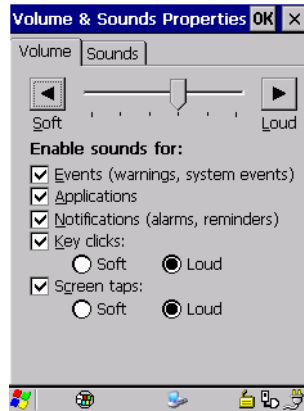 Volume & Sounds Properties OK ×
Volume Sounds
Soft Loud
Enable sounds for:
Events (warnings, system events)
Applications
Notifications (alarms, reminders)
Key clicks:
Soft Loud
Screen taps:
Soft Loud